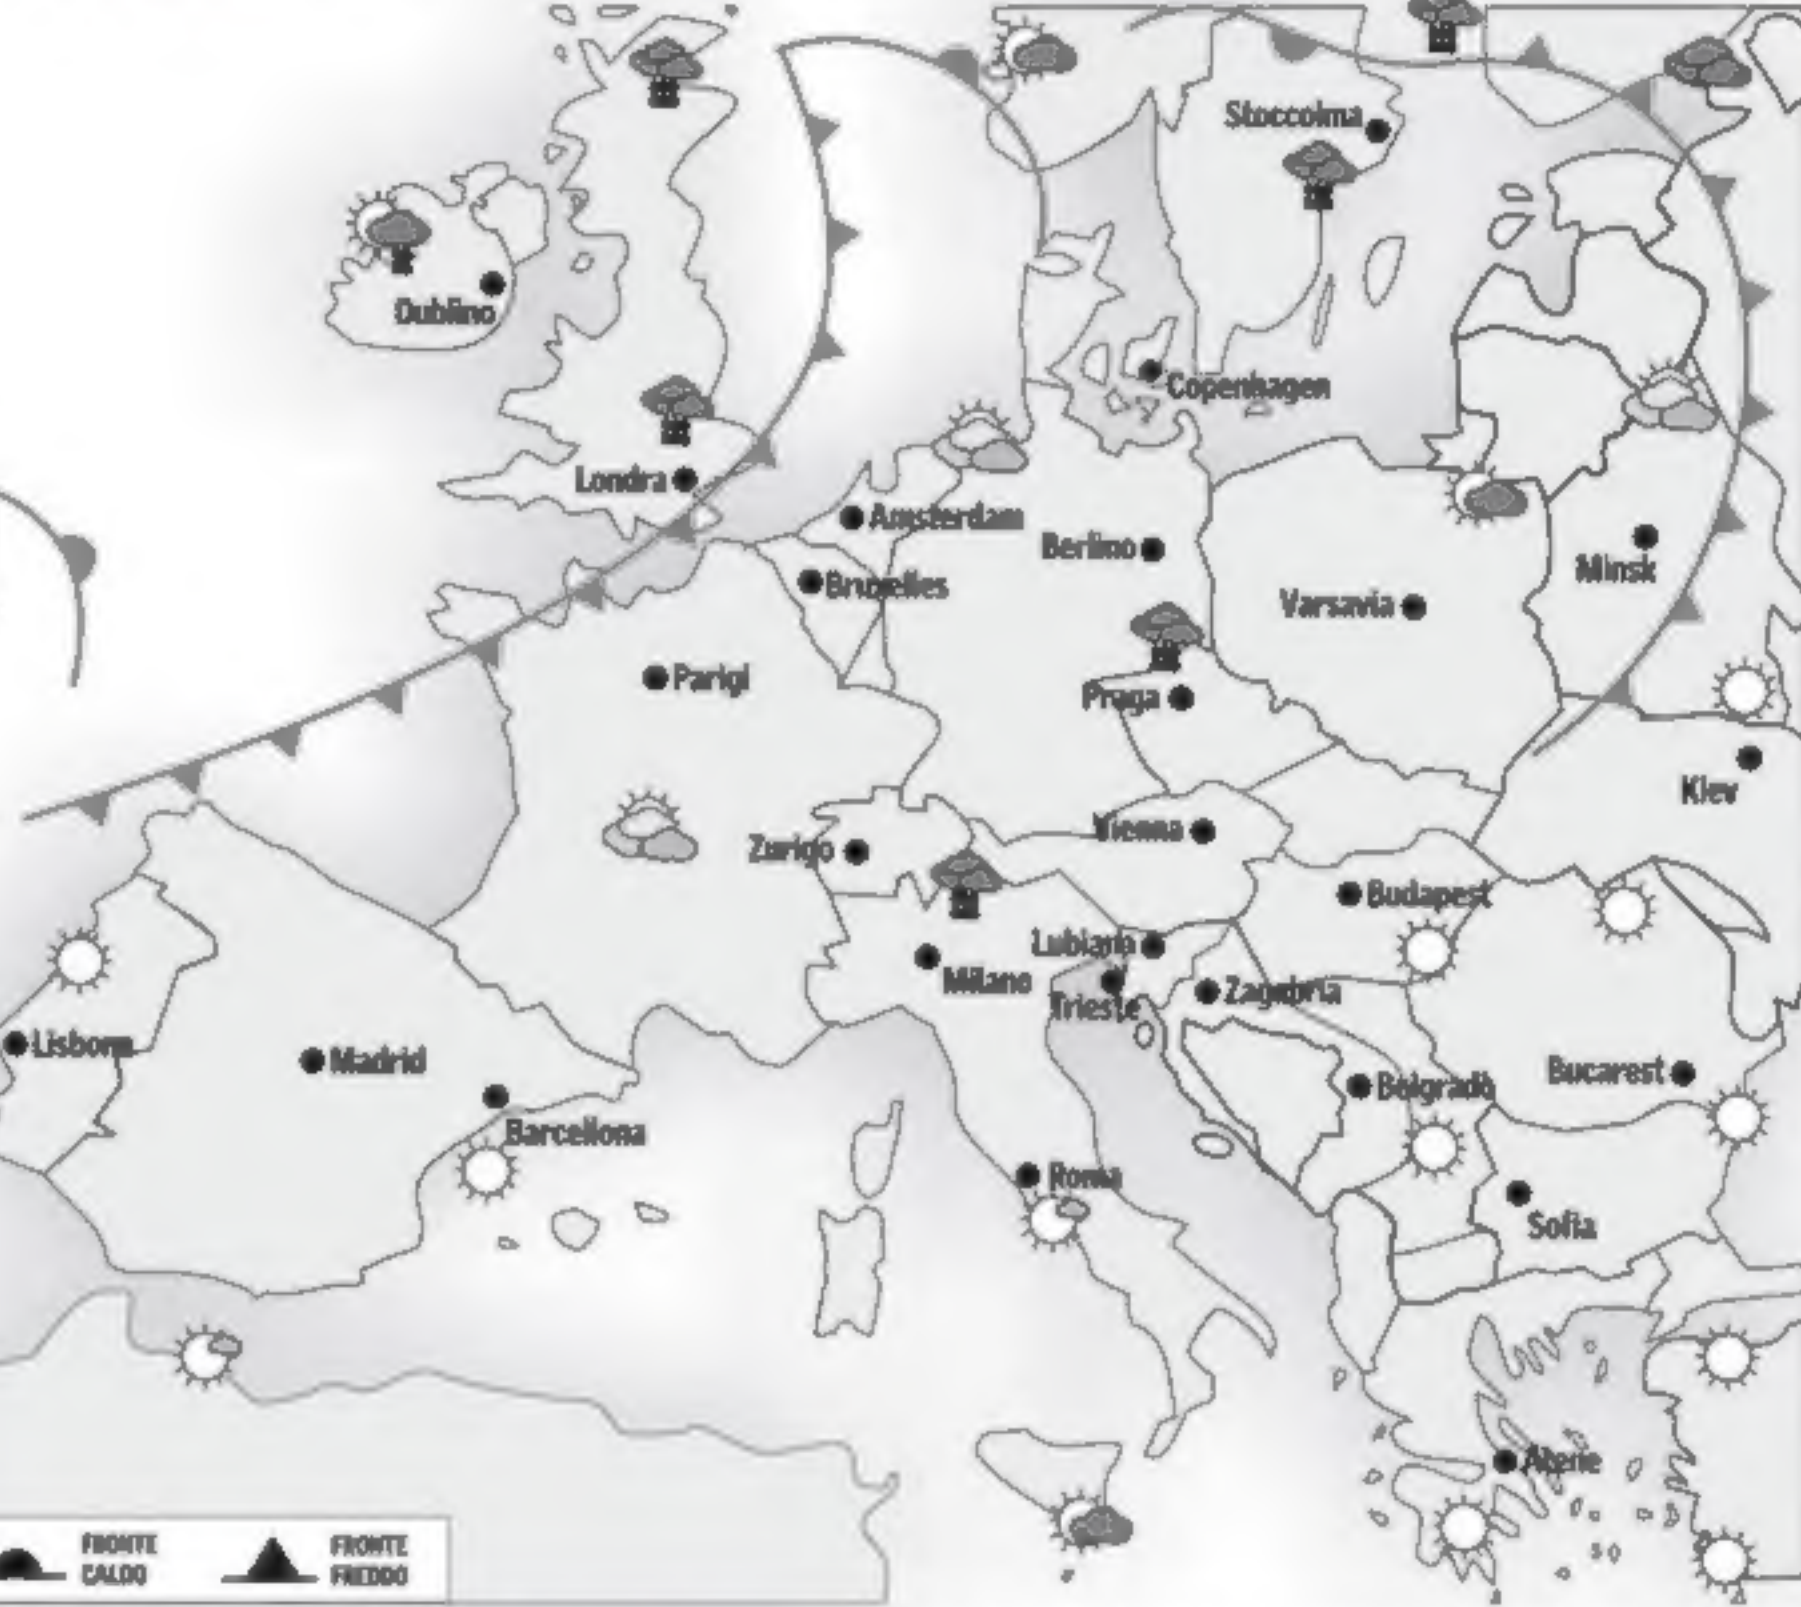 Stoccolma
Dublino
Copenhagen
Londra
Amsterdam
Berlino
Minsk
Bruxelles
Varsavia
Parigi
Praga
Kiev
Vienna
Zurigo
Budapest
Lubiana
Milano
Zagabria
Trieste
Lisbona
Madrid
Bucarest
Belgrado
Barcellona
Roma
Sofia
Atene
FRONTE
CALDO
FRONTE
FREDDO